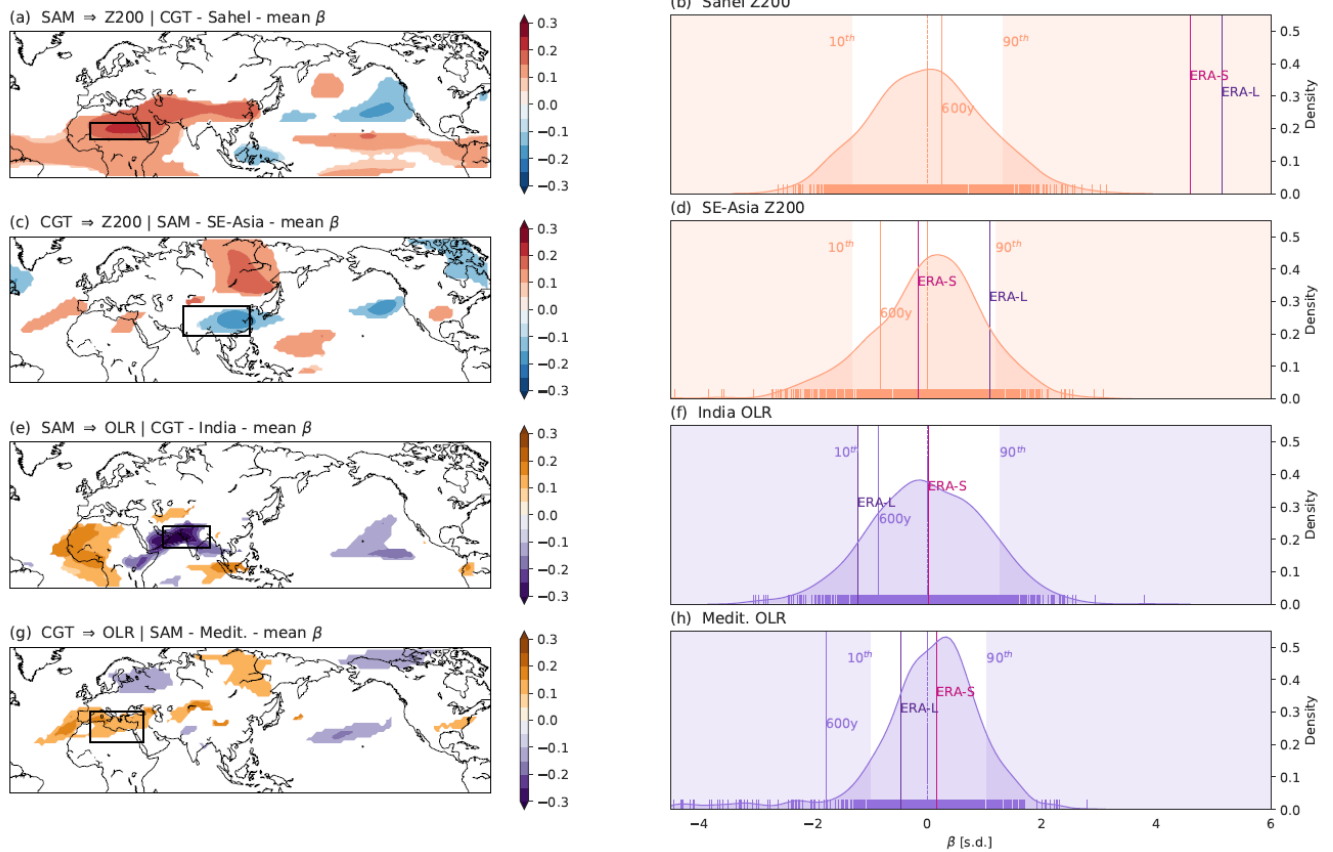 (a) SAM ⇒ Z200 | CGT - Sahel - mean β
0.3
0.2
0.1
0.0
−0.1
−0.2
−0.3
(b) Sahel Z200
10th
90th
600y
ERA-S
ERA-L
0.5
0.4
0.3
0.2
0.1
0.0
Density
(c) CGT ⇒ Z200 | SAM - SE-Asia - mean β
0.3
0.2
0.1
0.0
−0.1
−0.2
−0.3
(d) SE-Asia Z200
10th
90th
600y
ERA-S
ERA-L
0.5
0.4
0.3
0.2
0.1
0.0
Density
(e) SAM ⇒ OLR | CGT - India - mean β
0.3
0.2
0.1
0.0
−0.1
−0.2
−0.3
(f) India OLR
10th
90th
ERA-L
600y
ERA-S
0.5
0.4
0.3
0.2
0.1
0.0
Density
(g) CGT ⇒ OLR | SAM - Medit. - mean β
0.3
0.2
0.1
0.0
−0.1
−0.2
−0.3
(h) Medit. OLR
10th
90th
600y
ERA-L
ERA-S
0.5
0.4
0.3
0.2
0.1
0.0
Density
−4
−2
0
2
4
6
β [s.d.]